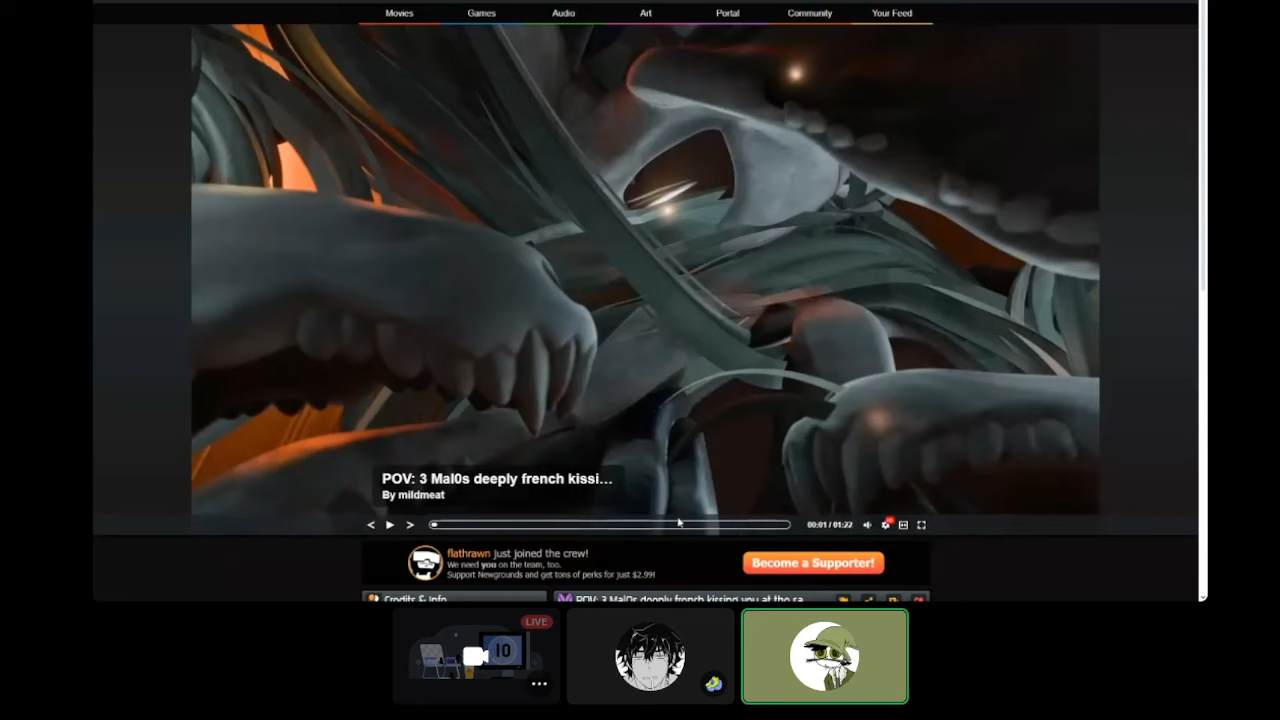 Movies Games Audio Art Portal Community Your Feed
POV: 3 Mal0s deeply french kissi...
By mildmeat
00:01 / 01:22
flathrawn just joined the crew!
We need you on the team, too.
Support Newgrounds and get tons of perks for just $2.99!
Become a Supporter!
Credits & Info
POV: 3 Mal0s deeply french kissing you at the sa
LIVE
10